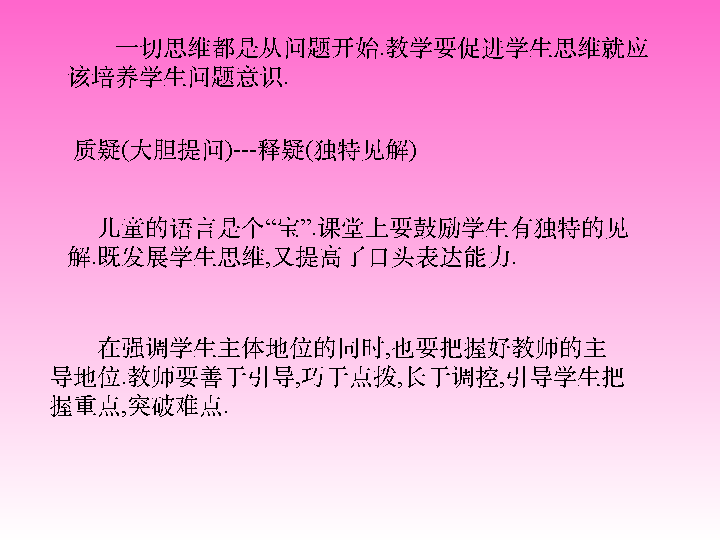 一切思维都是从问题开始.教学要促进学生思维就应
该培养学生问题意识.
质疑(大胆提问)---释疑(独特见解)
儿童的语言是个“宝”.课堂上要鼓励学生有独特的见
解.既发展学生思维,又提高了口头表达能力.
在强调学生主体地位的同时,也要把握好教师的主
导地位.教师要善于引导,巧于点拨,长于调控,引导学生把
握重点,突破难点.